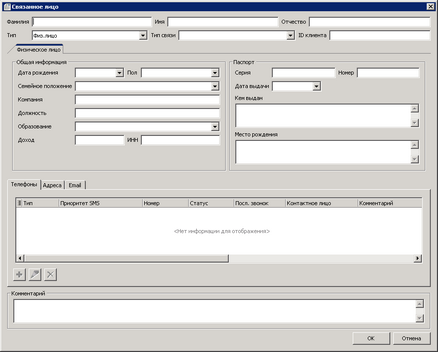 Связанное лицо
Фамилия Имя Отчество
Тип Физ.лицо Тип связи ID клиента
Физическое лицо
Общая информация Паспорт
Дата рождения Пол Серия Номер
Семейное положение Дата выдачи
Компания Кем выдан
Должность
Образование Место рождения
Доход ИНН
Телефоны Адреса Email
Тип Приоритет SMS Номер Статус Посл. звонок Контактное лицо Комментарий
<Нет информации для отображения>
Комментарий
ОК Отмена